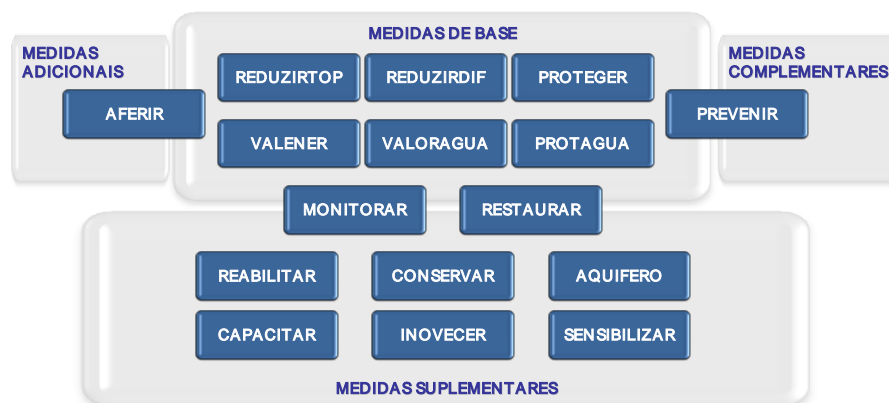 MEDIDAS DE BASE
MEDIDAS
ADICIONAIS
MEDIDAS
COMPLEMENTARES
REDUZIRTOP
REDUZIRDIF
PROTEGER
AFERIR
PREVENIR
VALENER
VALORAGUA
PROTAGUA
MONITORAR
RESTAURAR
REABILITAR
CONSERVAR
AQUIFERO
CAPACITAR
INOVECER
SENSIBILIZAR
MEDIDAS SUPLEMENTARES